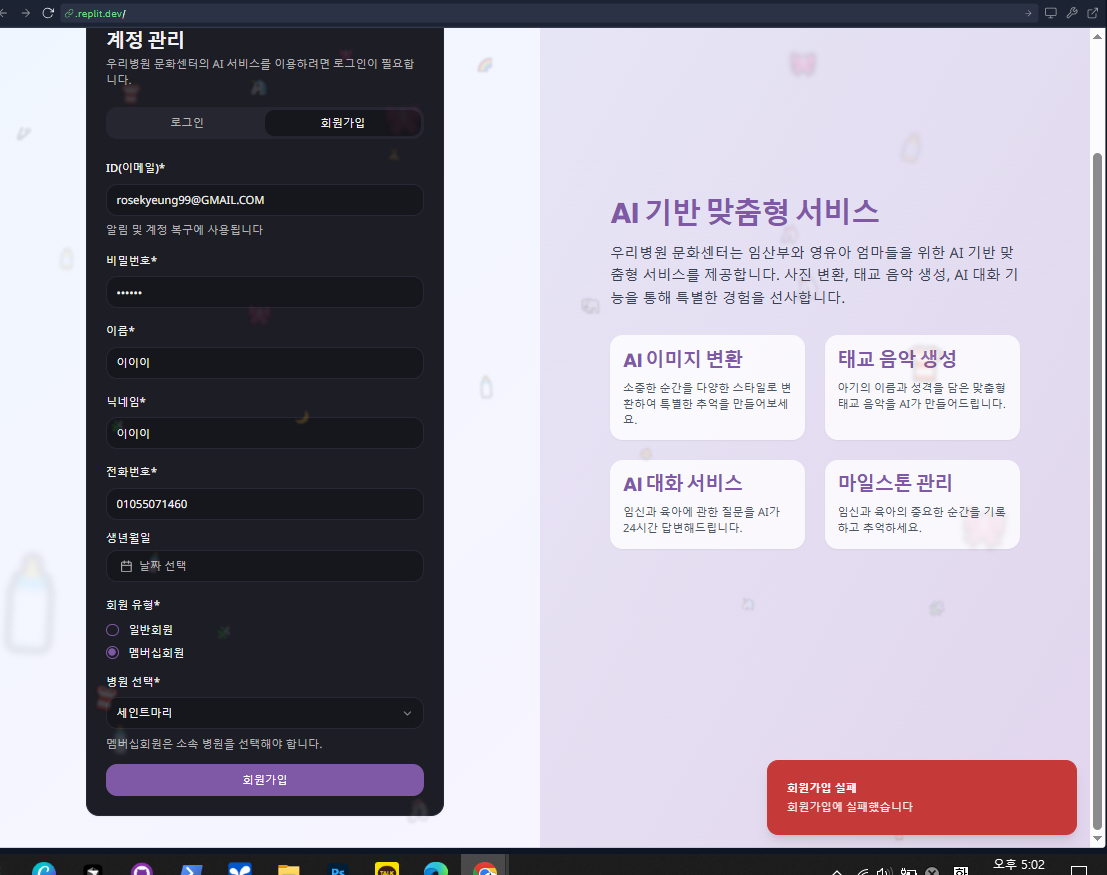 .replit.dev/
계정 관리
우리병원 문화센터의 AI 서비스를 이용하려면 로그인이 필요합
니다.
로그인
회원가입
ID(이메일)*
rosekyeung99@GMAIL.COM
알림 및 계정 복구에 사용됩니다
비밀번호*
••••••
이름*
이이이
닉네임*
이이이
전화번호*
01055071460
생년월일
날짜 선택
회원 유형*
일반회원
멤버십회원
병원 선택*
세인트마리
멤버십회원은 소속 병원을 선택해야 합니다.
회원가입
AI 기반 맞춤형 서비스
우리병원 문화센터는 임산부와 영유아 엄마들을 위한 AI 기반 맞
춤형 서비스를 제공합니다. 사진 변환, 태교 음악 생성, AI 대화 기
능을 통해 특별한 경험을 선사합니다.
AI 이미지 변환
소중한 순간을 다양한 스타일로 변
환하여 특별한 추억을 만들어보세
요.
태교 음악 생성
아기의 이름과 성격을 담은 맞춤형
태교 음악을 AI가 만들어드립니다.
AI 대화 서비스
임신과 육아에 관한 질문을 AI가
24시간 답변해드립니다.
마일스톤 관리
임신과 육아의 중요한 순간을 기록
하고 추억하세요.
회원가입 실패
회원가입에 실패했습니다
Ps
TALK
오후 5:02